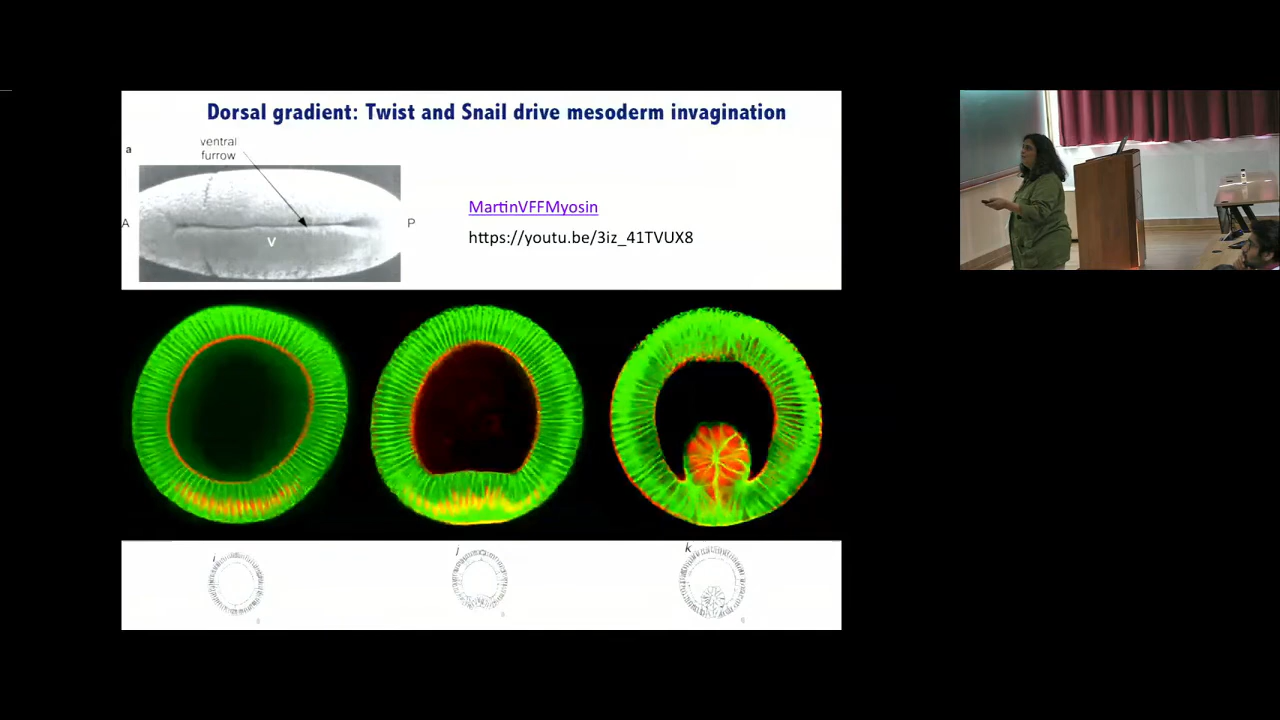 Dorsal gradient: Twist and Snail drive mesoderm invagination
ventral
furrow
a
A
P
V
MartinVFFMyosin
https://youtu.be/3iz_41TVUX8
i
j
k